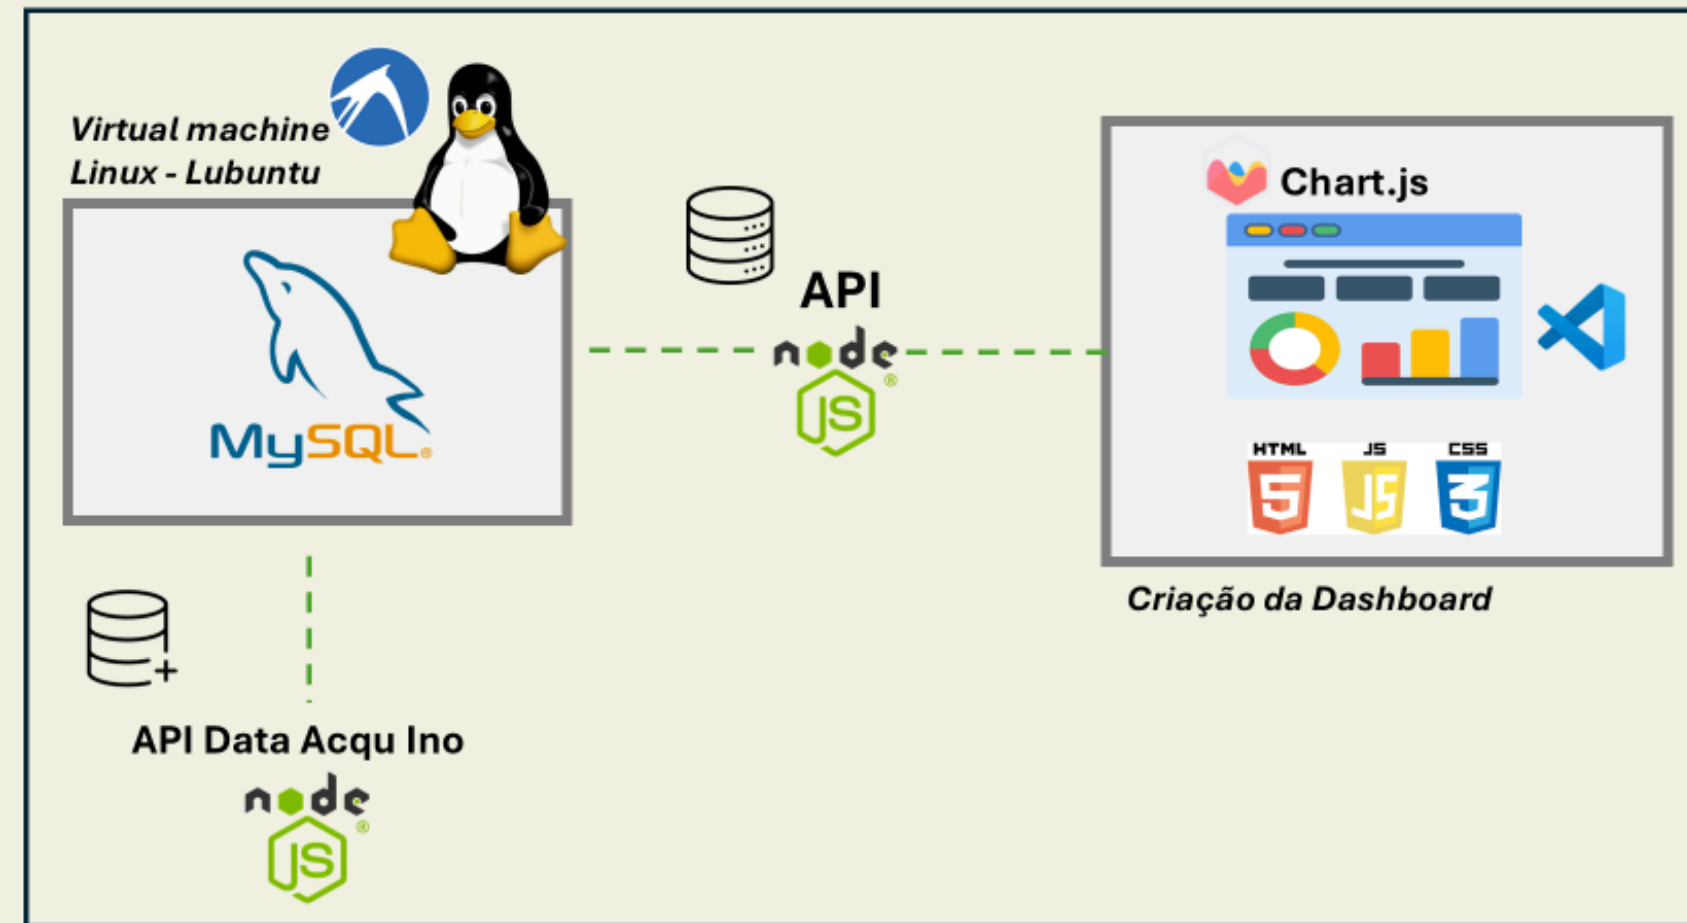 Virtual machine
Linux - Lubuntu
MySQL®
API
node
JS®
Chart.js
HTML JS CSS
5 JS 3
Criação da Dashboard
API Data Acqu Ino
node
JS®